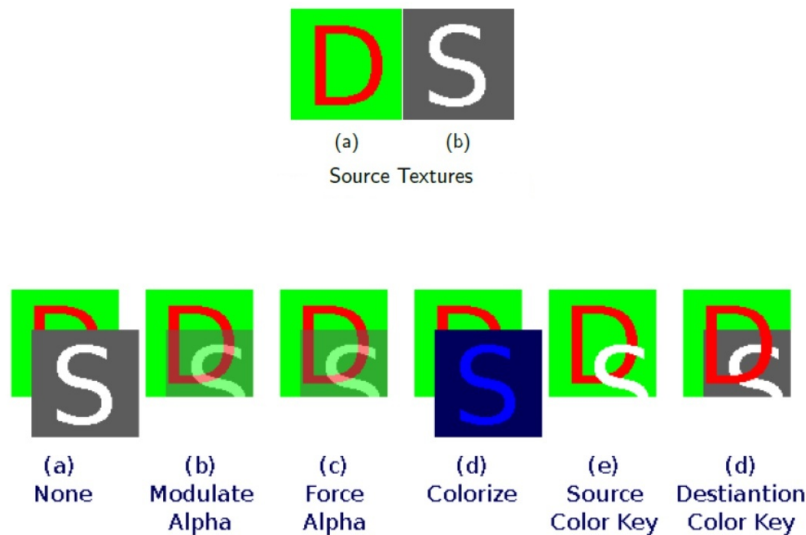 D S
(a) (b)
Source Textures
D S
D S
D S
D S
D S
D S
(a) (b) (c) (d) (e) (d)
None Modulate Force Colorize Source Destiantion
Alpha Alpha Color Key Color Key